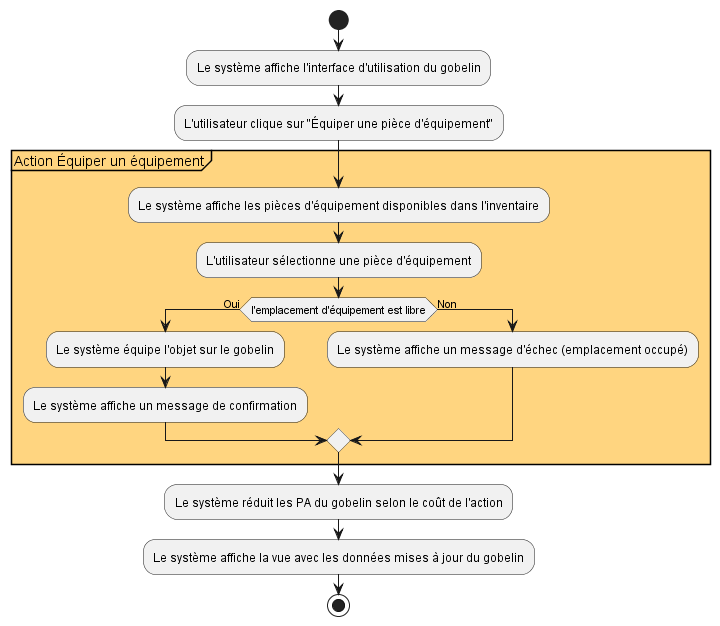 Le système affiche l'interface d'utilisation du gobelin
L'utilisateur clique sur "Équiper une pièce d'équipement"
Action Équiper un équipement
Le système affiche les pièces d'équipement disponibles dans l'inventaire
L'utilisateur sélectionne une pièce d'équipement
Oui
l'emplacement d'équipement est libre
Non
Le système équipe l'objet sur le gobelin
Le système affiche un message d'échec (emplacement occupé)
Le système affiche un message de confirmation
Le système réduit les PA du gobelin selon le coût de l'action
Le système affiche la vue avec les données mises à jour du gobelin